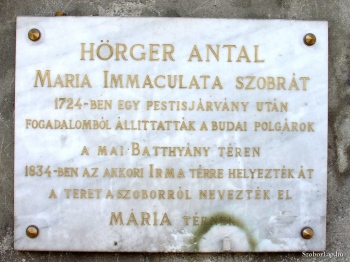 HÖRGER ANTAL
MARIA IMMACULATA SZOBRÁT
1724-BEN EGY PESTISJÁRVÁNY UTÁN
FOGADALOMBÓL ÁLLITTATTÁK A BUDAI POLGÁROK
A MAI BATTHYÁNY TÉREN
1834-BEN AZ AKKORI IRMA TÉRRE HELYEZTÉK ÁT
A TERET A SZOBORRÓL NEVEZTÉK EL
MÁRIA